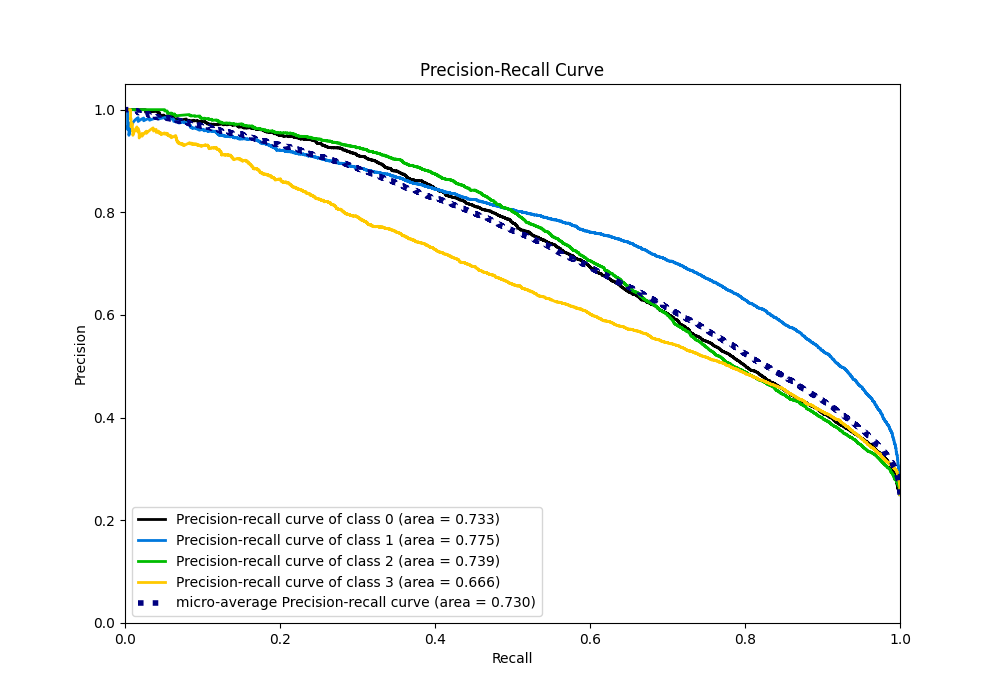 Precision-Recall Curve
1.0
0.8
0.6
0.4
0.2
0.0
Precision
Precision-recall curve of class 0 (area = 0.733)
Precision-recall curve of class 1 (area = 0.775)
Precision-recall curve of class 2 (area = 0.739)
Precision-recall curve of class 3 (area = 0.666)
micro-average Precision-recall curve (area = 0.730)
0.0 0.2 0.4 0.6 0.8 1.0
Recall